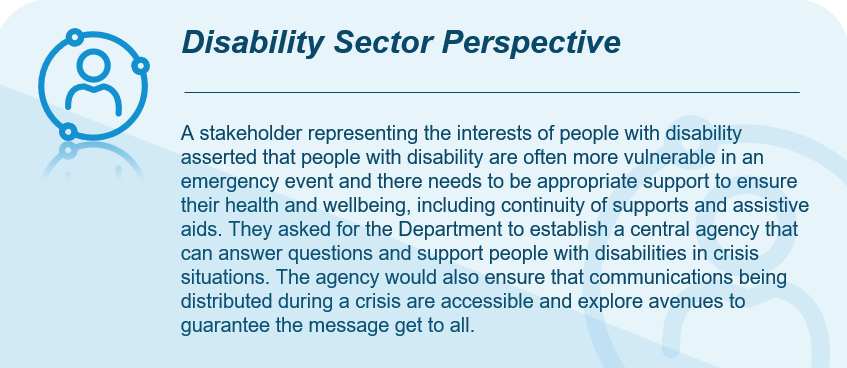 Disability Sector Perspective
A stakeholder representing the interests of people with disability
asserted that people with disability are often more vulnerable in an
emergency event and there needs to be appropriate support to ensure
their health and wellbeing, including continuity of supports and assistive
aids. They asked for the Department to establish a central agency that
can answer questions and support people with disabilities in crisis
situations. The agency would also ensure that communications being
distributed during a crisis are accessible and explore avenues to
guarantee the message get to all.